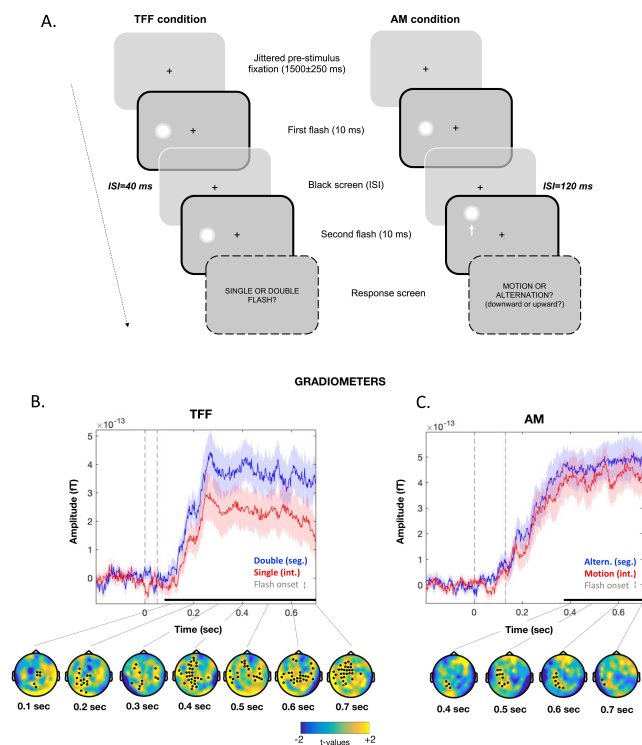 A.
TFF condition
AM condition
Jittered pre-stimulus
fixation (1500±250 ms)
First flash (10 ms)
ISI=40 ms
Black screen (ISI)
ISI=120 ms
Second flash (10 ms)
SINGLE OR DOUBLE
FLASH?
Response screen
MOTION OR
ALTERNATION?
(downward or upward?)
GRADIOMETERS
B.
TFF
×10⁻¹³
Amplitude (fT)
5
4
3
2
1
0
Double (seg.)
Single (int.)
Flash onset
0
0.2
0.4
0.6
Time (sec)
0.1 sec
0.2 sec
0.3 sec
0.4 sec
0.5 sec
0.6 sec
0.7 sec
-2
+2
t-values
C.
AM
×10⁻¹³
Amplitude (fT)
5
4
3
2
1
0
Altern. (seg.)
Motion (int.)
Flash onset
0
0.2
0.4
0.6
Time (sec)
0.4 sec
0.5 sec
0.6 sec
0.7 sec